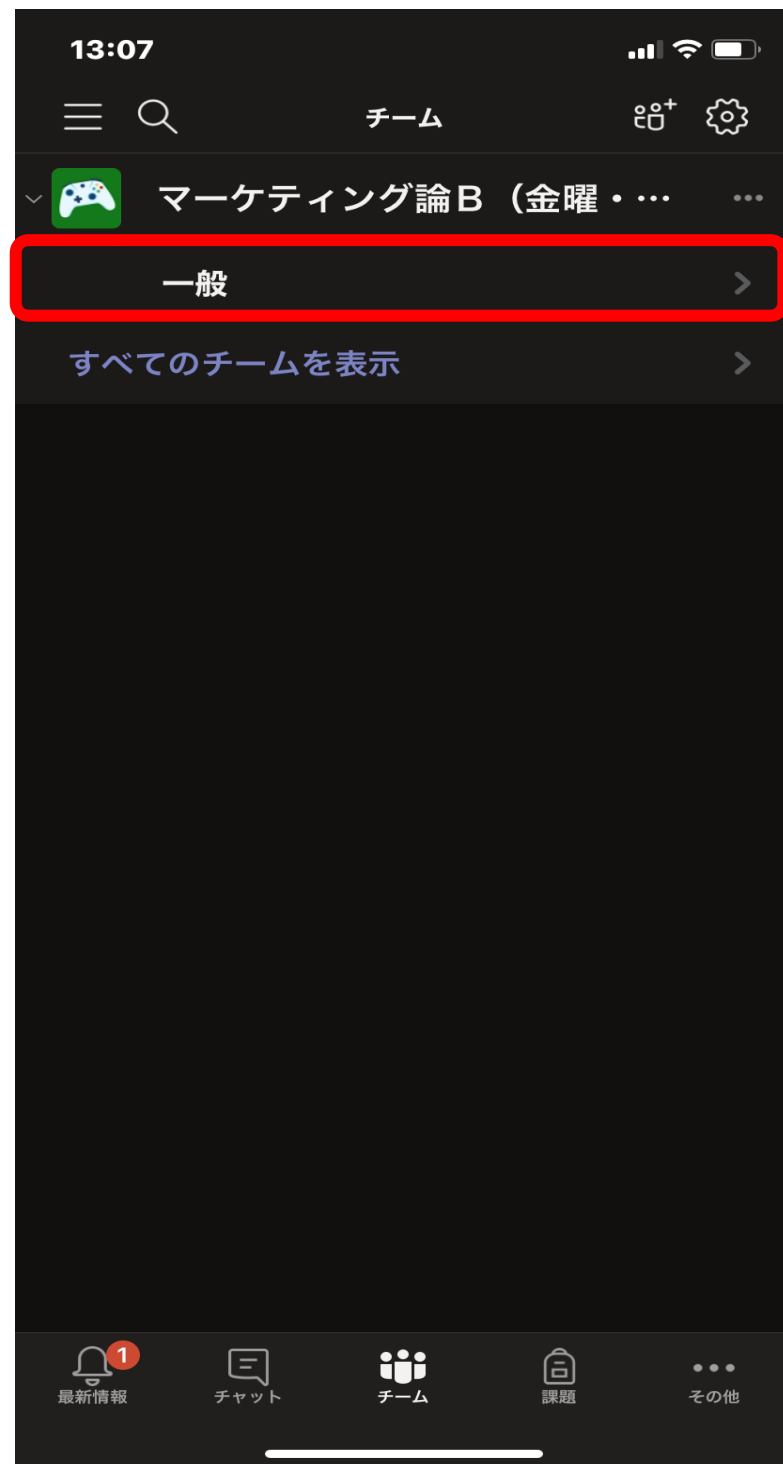 13:07
チーム
マーケティング論B（金曜・…
一般
すべてのチームを表示
1
最新情報
チャット
チーム
課題
その他